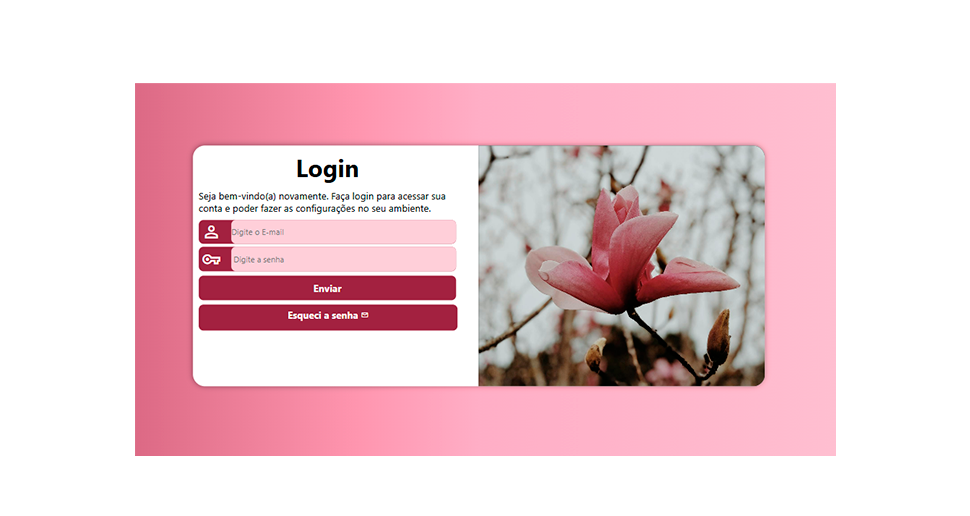 Login
Seja bem-vindo(a) novamente. Faça login para acessar sua
conta e poder fazer as configurações no seu ambiente.
Digite o E-mail
Digite a senha
Enviar
Esqueci a senha